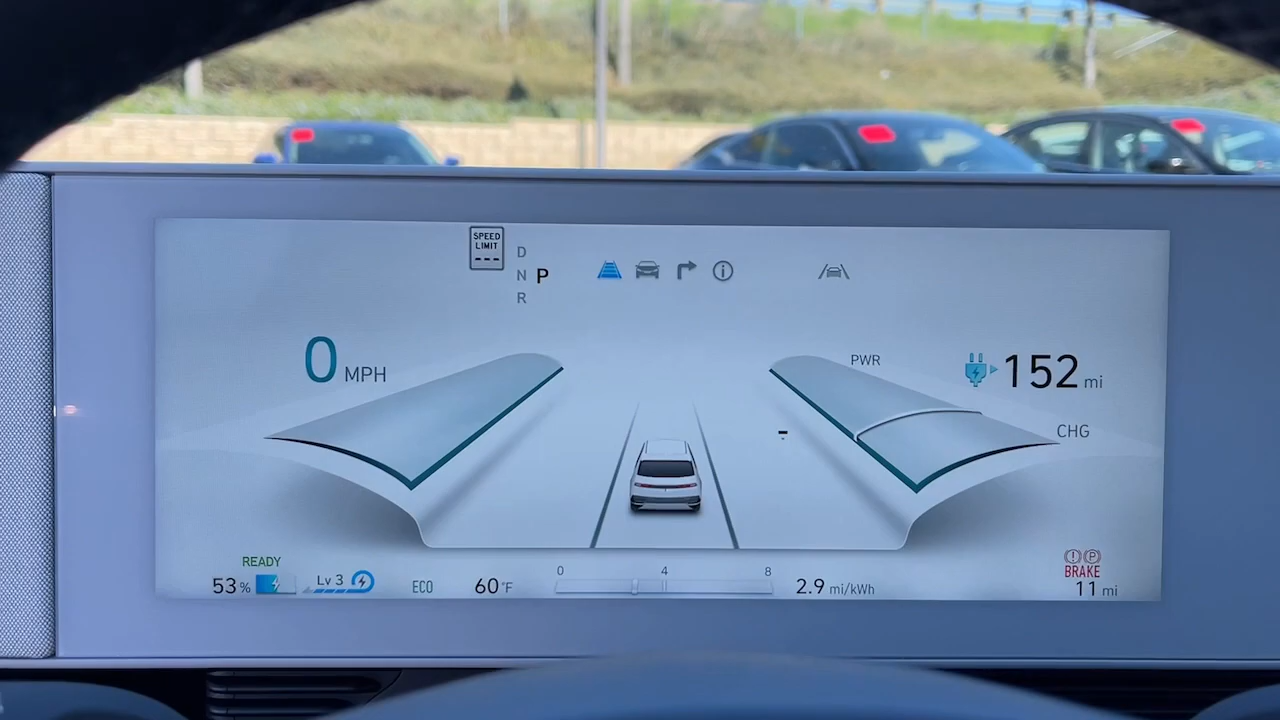 SPEED
LIMIT
---
D
N P
R
0 MPH
PWR
152 mi
CHG
READY
53 % Lv 3 ECO 60°F
0 4 8
2.9 mi/kWh
P
BRAKE
11 mi